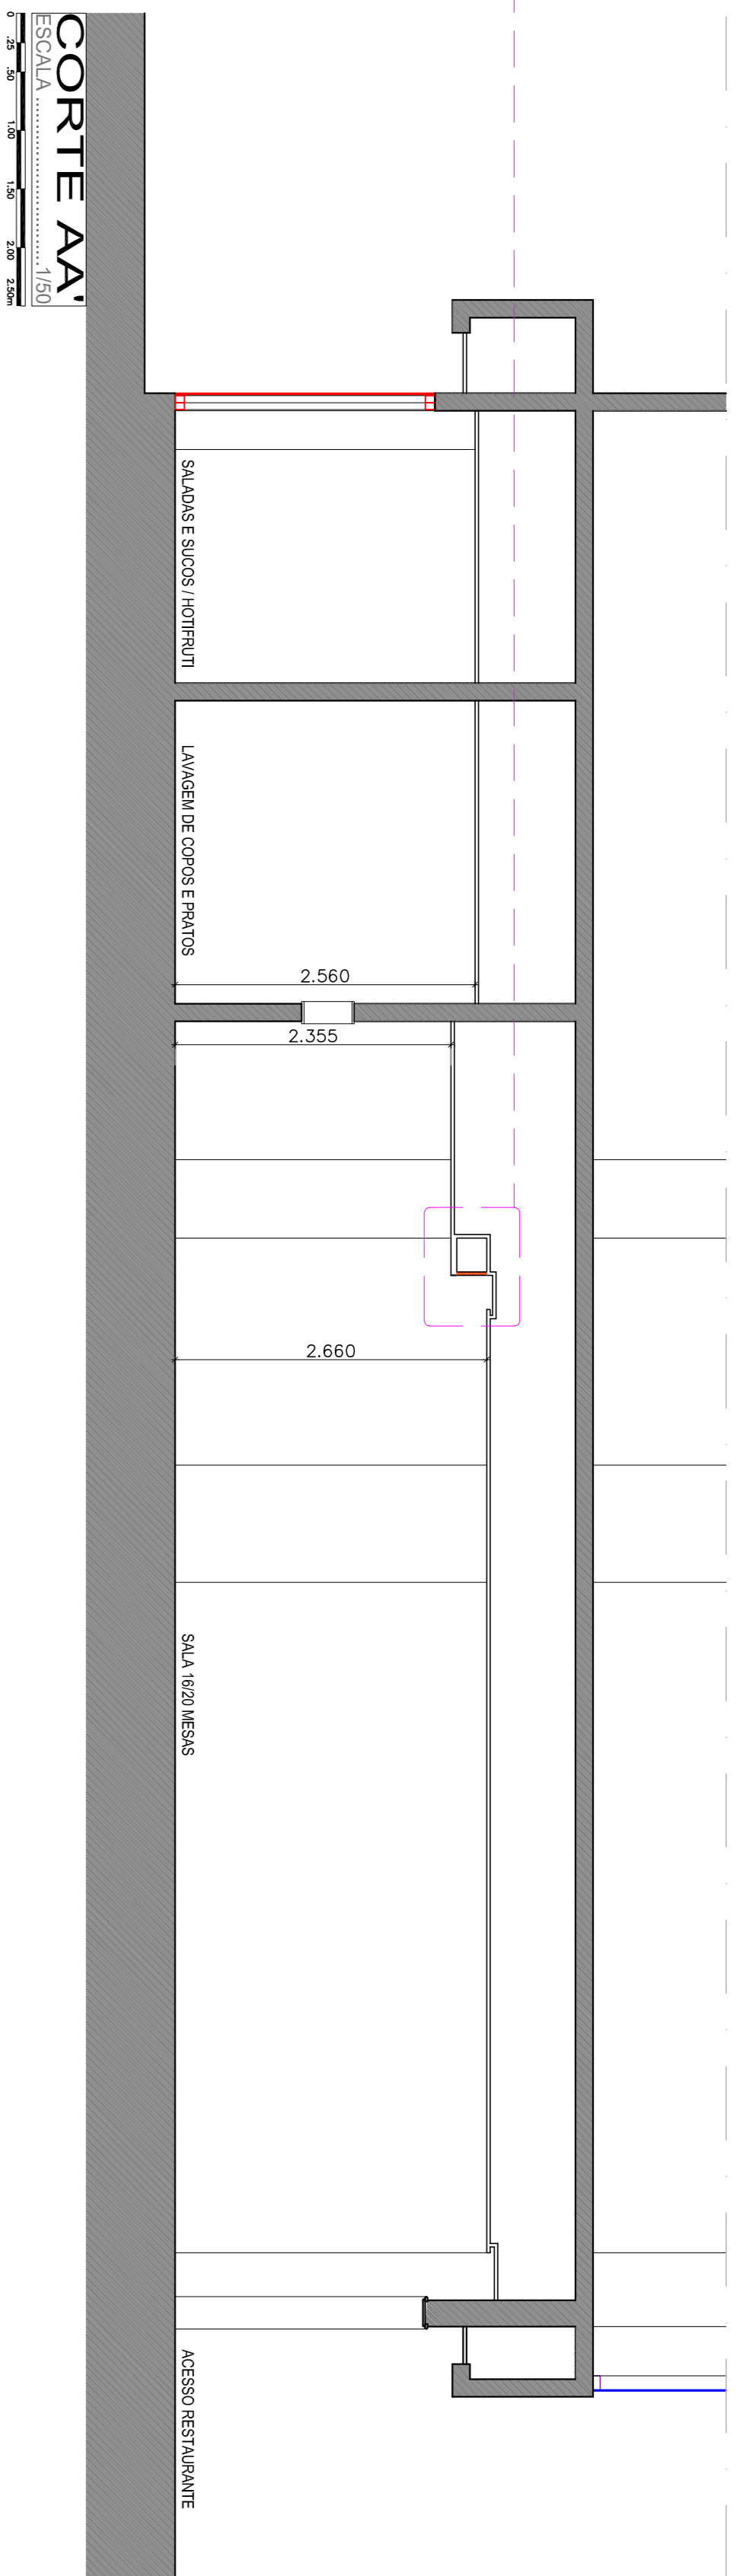 SALADAS E SUCOS / HOTIFRUTI
LAVAGEM DE COPOS E PRATOS
2.560
2.355
2.660
SALA 16/20 MESAS
ACESSO RESTAURANTE
CORTE AA'
ESCALA ................................ 1/50
0 .25 .50 1.00 1.50 2.00 2.50m